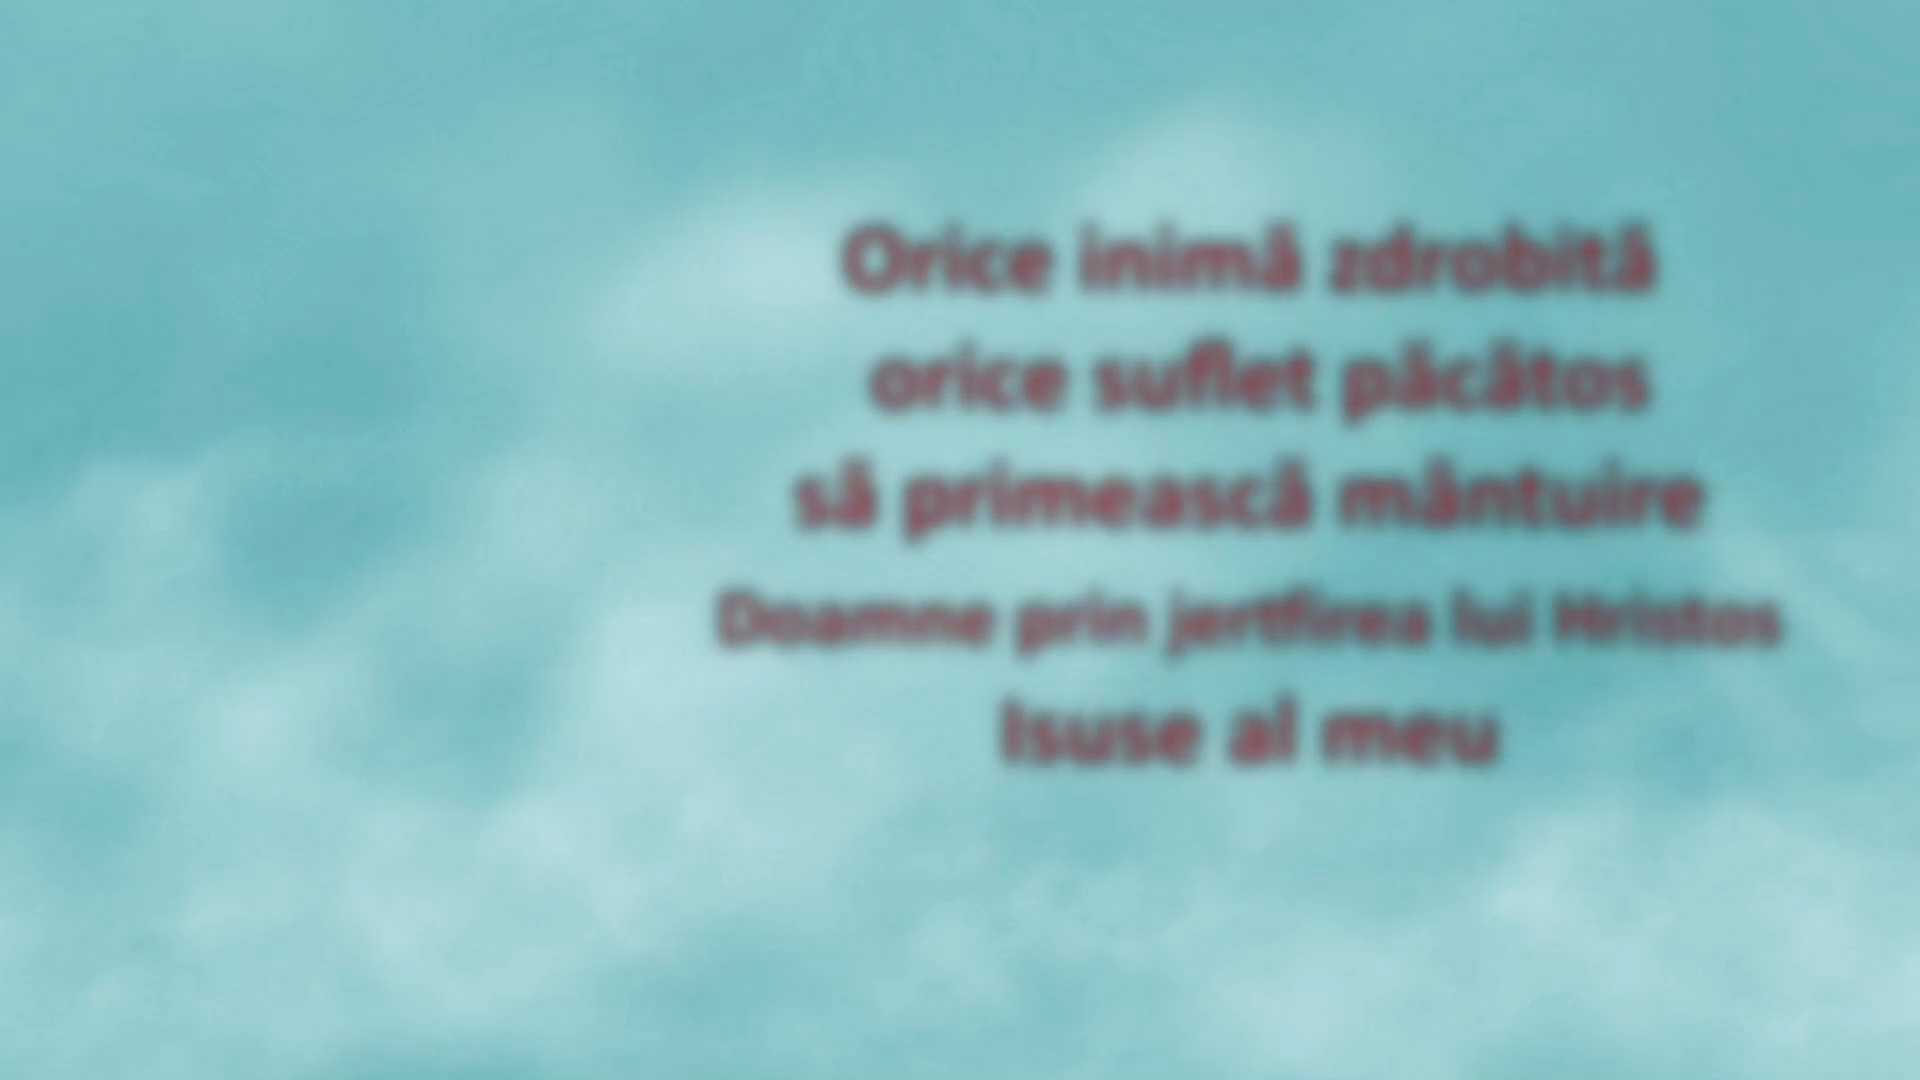 Orice inimă zdrobită
orice suflet păcătos
să primească mântuire
Doamne prin jertfirea lui Hristos
Isuse al meu